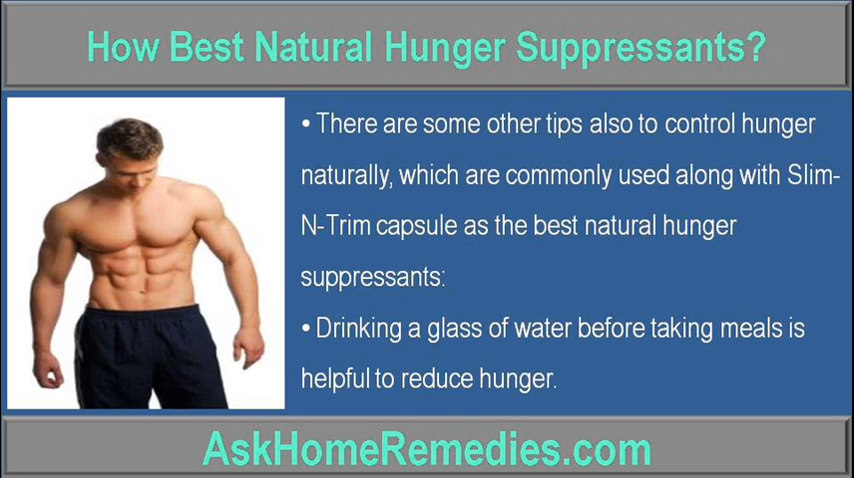 How Best Natural Hunger Suppressants?
• There are some other tips also to control hunger
naturally, which are commonly used along with Slim-
N-Trim capsule as the best natural hunger
suppressants:
• Drinking a glass of water before taking meals is
helpful to reduce hunger.
AskHomeRemedies.com